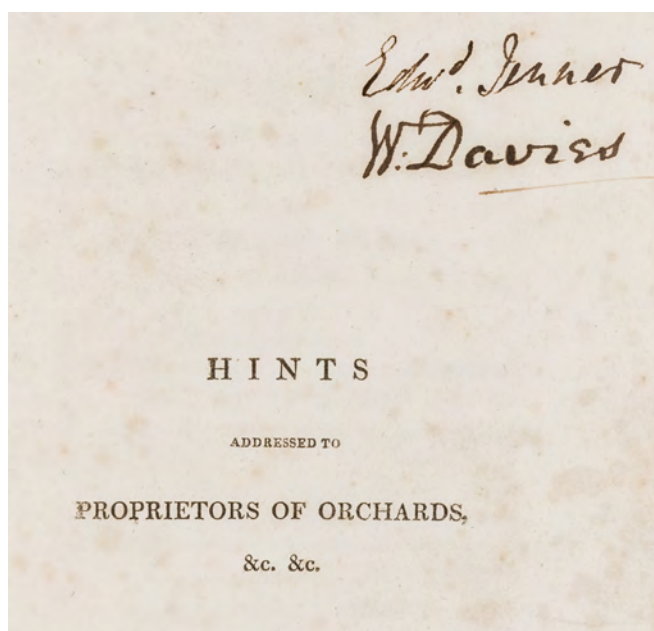 Edwd. Jenner
W: Davies
HINTS
ADDRESSED TO
PROPRIETORS OF ORCHARDS,
&c. &c.